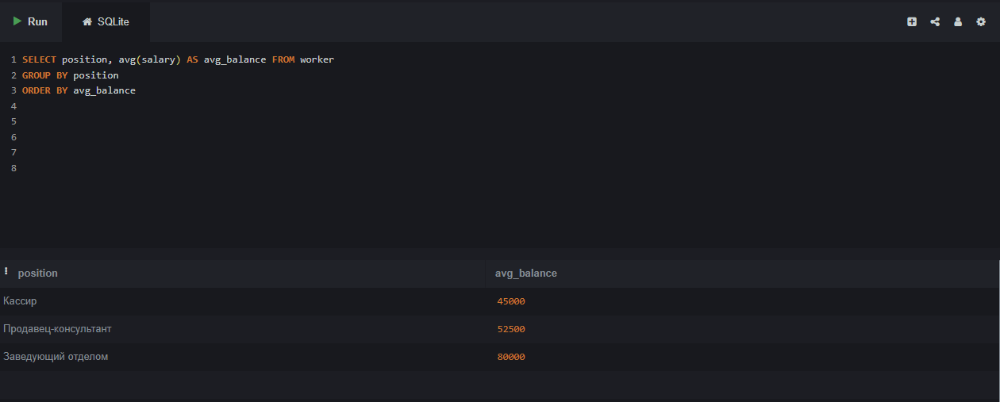 Run
SQLite
1 SELECT position, avg(salary) AS avg_balance FROM worker
2 GROUP BY position
3 ORDER BY avg_balance
4
5
6
7
8
position avg_balance
Кассир 45000
Продавец-консультант 52500
Заведующий отделом 80000